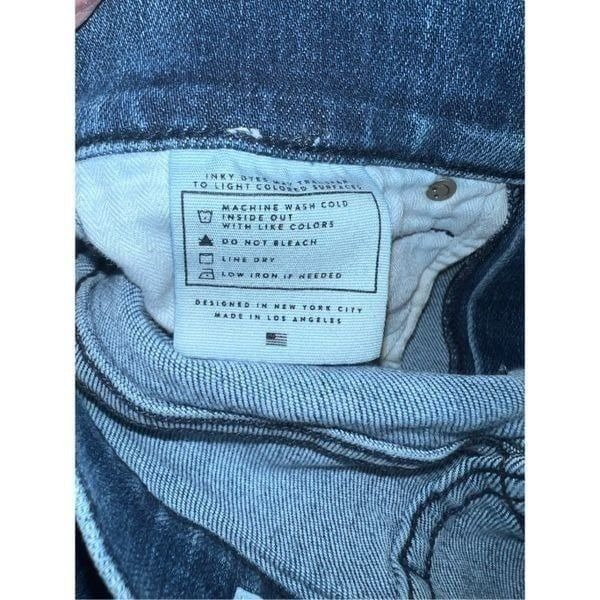 INKY DYES MAY TRANSFER
TO LIGHT COLORED SURFACES
MACHINE WASH COLD
INSIDE OUT
WITH LIKE COLORS
DO NOT BLEACH
LINE DRY
LOW IRON IF NEEDED
DESIGNED IN NEW YORK CITY
MADE IN LOS ANGELES